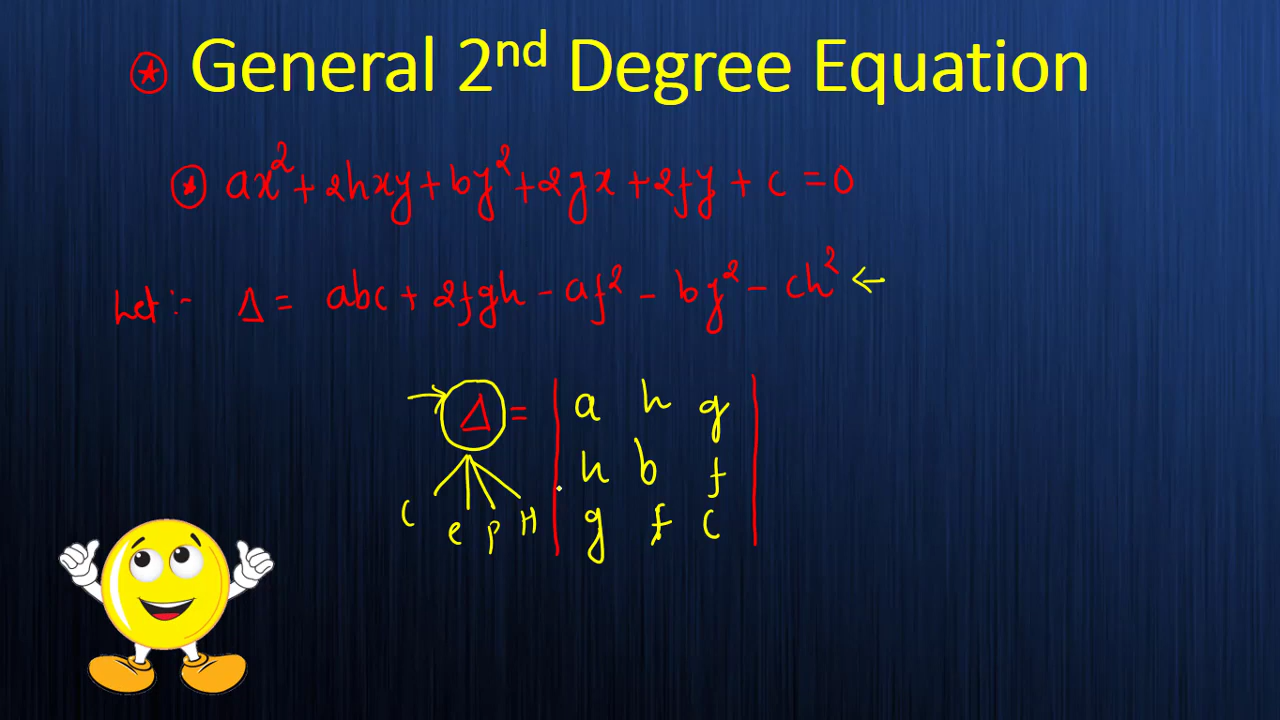 General 2nd Degree Equation
ax² + 2hxy + by² + 2gx + 2fy + c = 0
Let :- Δ = abc + 2fgh - af² - bg² - ch² ←
→ Δ = | a h g |
| h b f |
| g f c |
C e p H